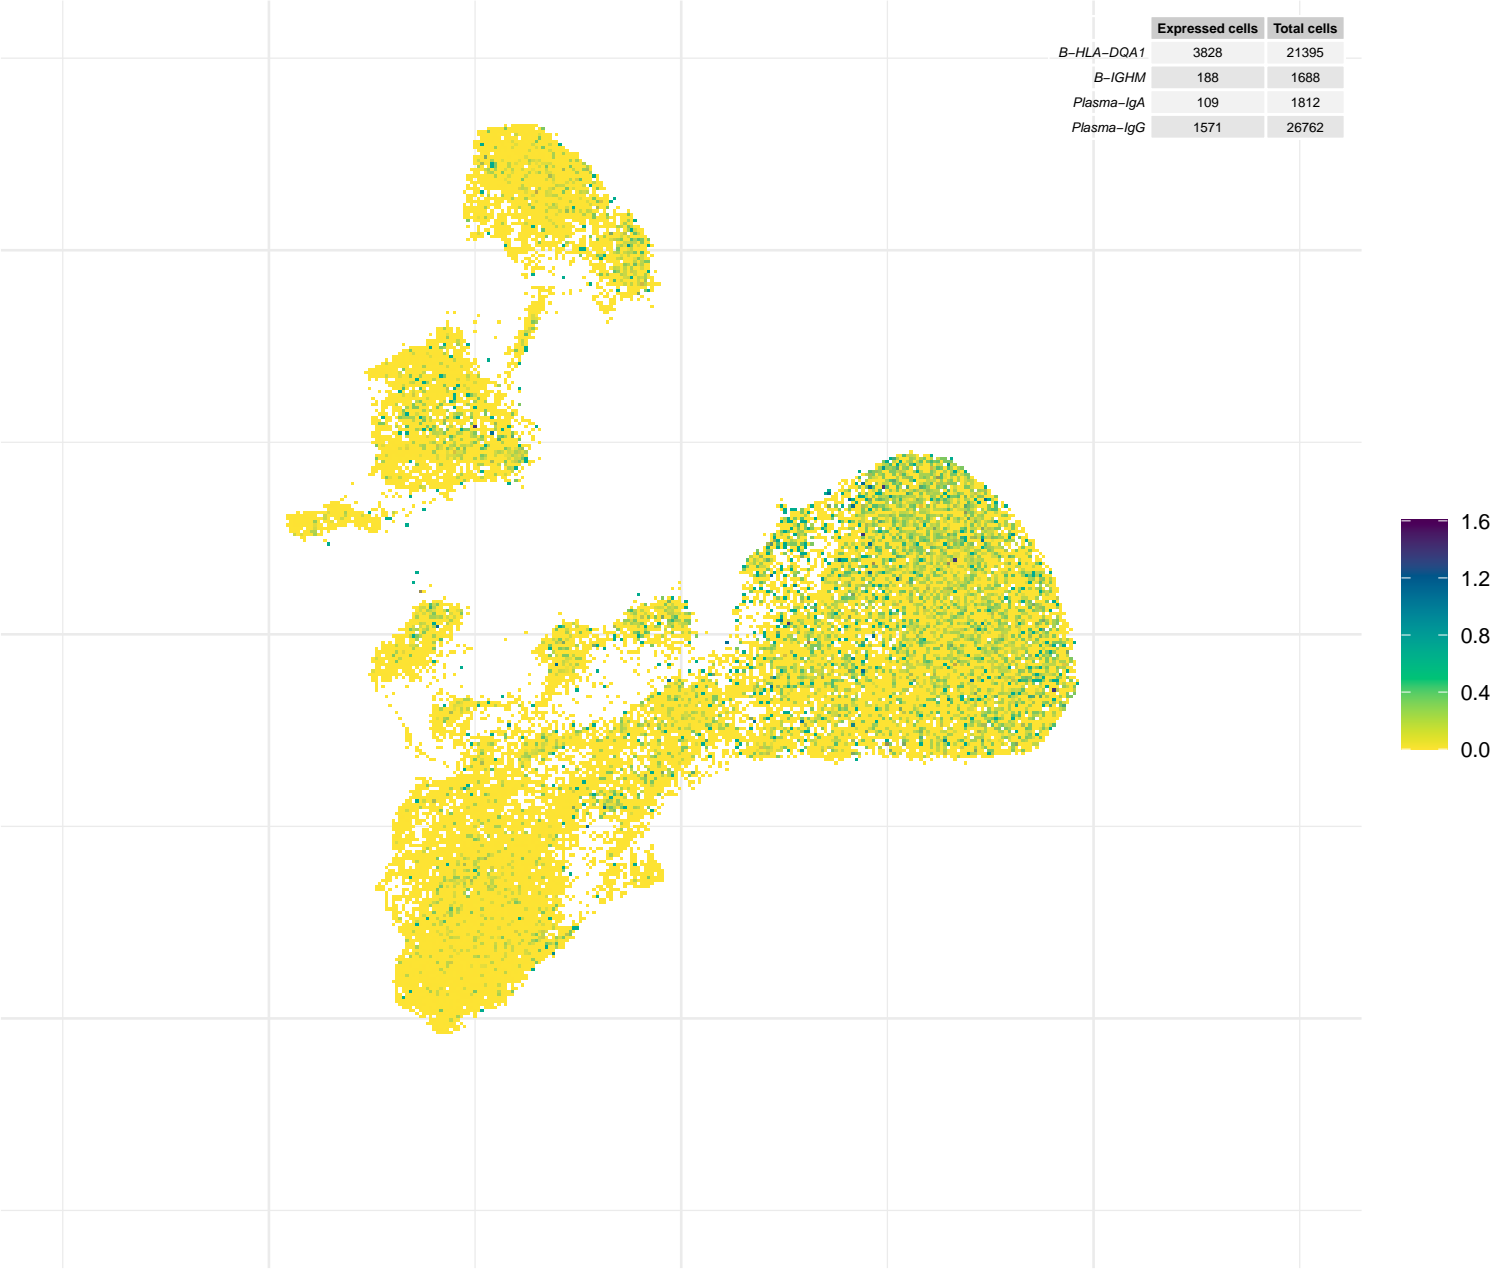 Expressed cells Total cells
B−HLA−DQA1 3828 21395
B−IGHM 188 1688
Plasma−IgA 109 1812
Plasma−IgG 1571 26762
1.6
1.2
0.8
0.4
0.0